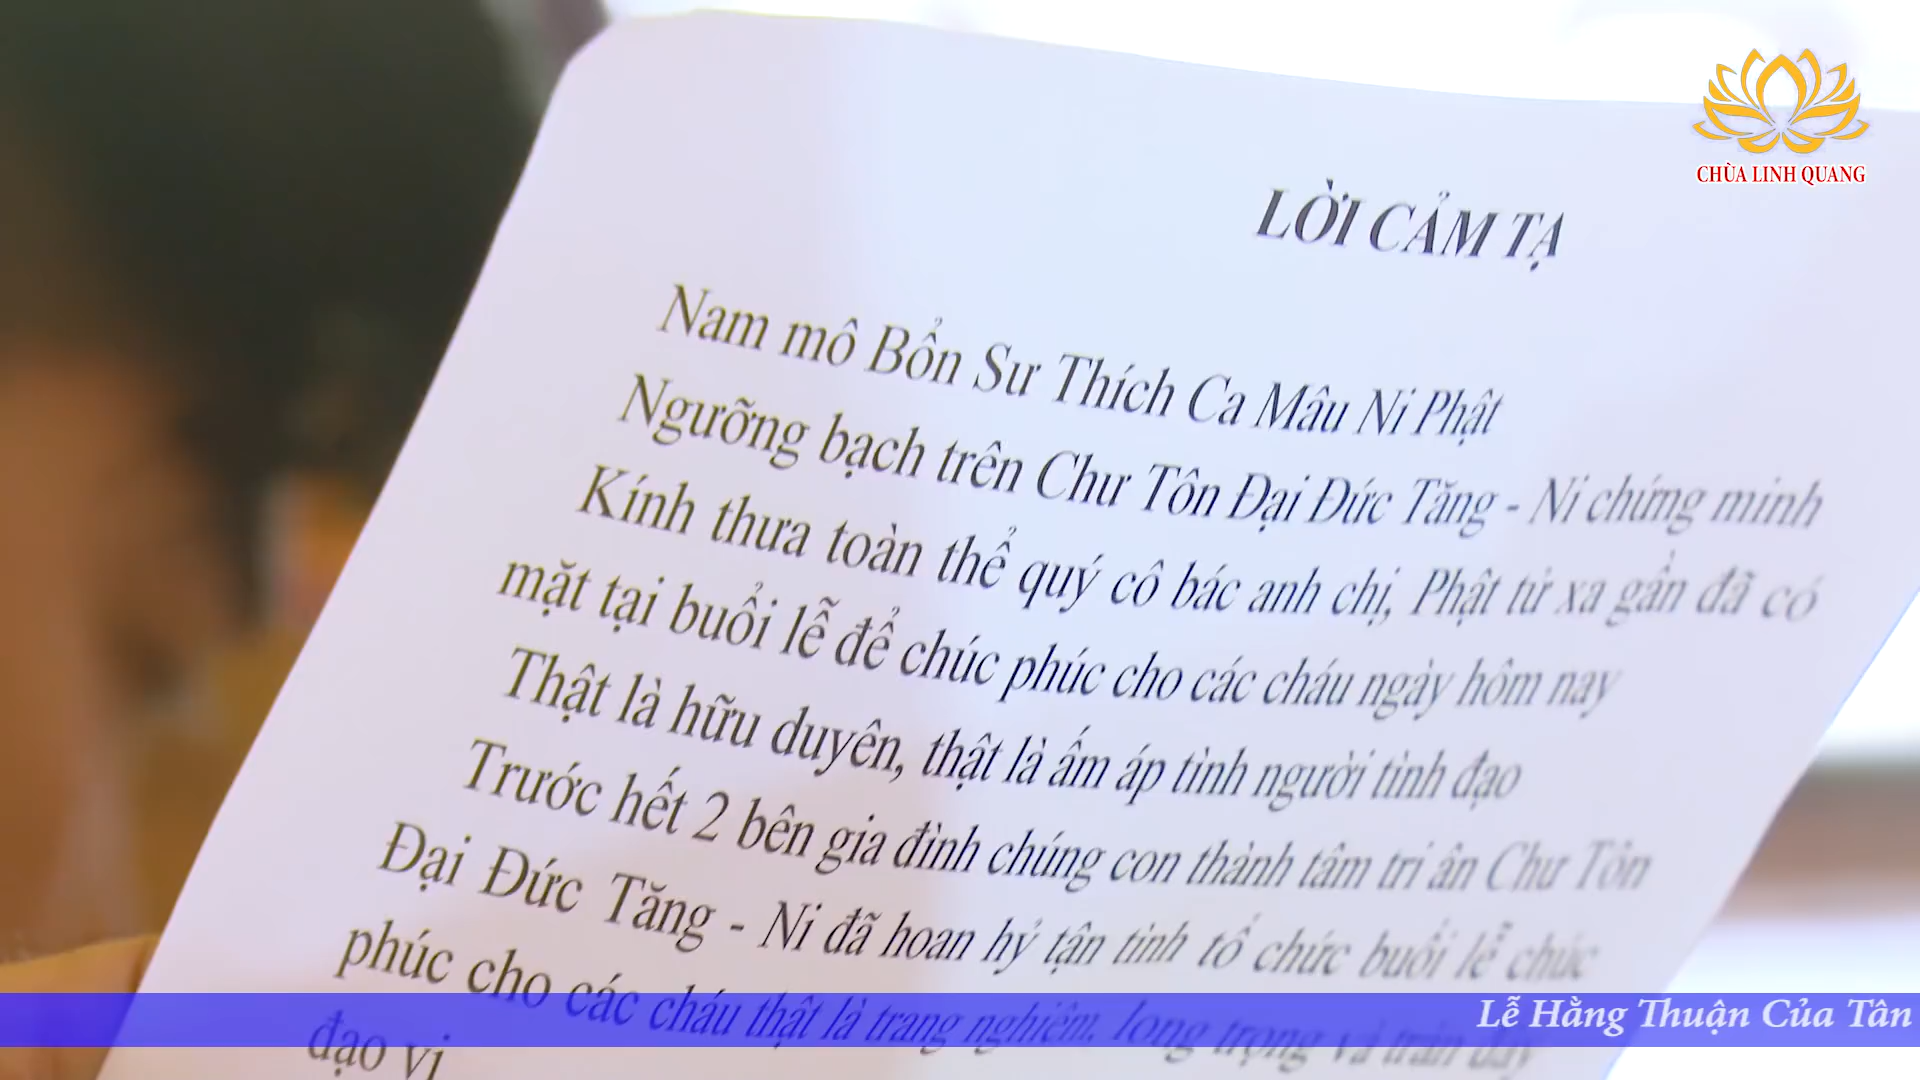 CHÙA LINH QUANG
LỜI CẢM TẠ
Nam mô Bổn Sư Thích Ca Mâu Ni Phật
Ngưỡng bạch trên Chư Tôn Đại Đức Tăng - Ni chứng minh
Kính thưa toàn thể quý cô bác anh chị, Phật tử xa gần đã có
mặt tại buổi lễ để chúc phúc cho các cháu ngày hôm nay
Thật là hữu duyên, thật là ấm áp tình người tình đạo
Trước hết 2 bên gia đình chúng con thành tâm tri ân Chư Tôn
Đại Đức Tăng - Ni đã hoan hỷ tận tình tổ chức buổi lễ chúc
phúc cho các cháu thật là trang nghiêm, long trọng và tràn đầy
đạo vị
Lễ Hằng Thuận Của Tân